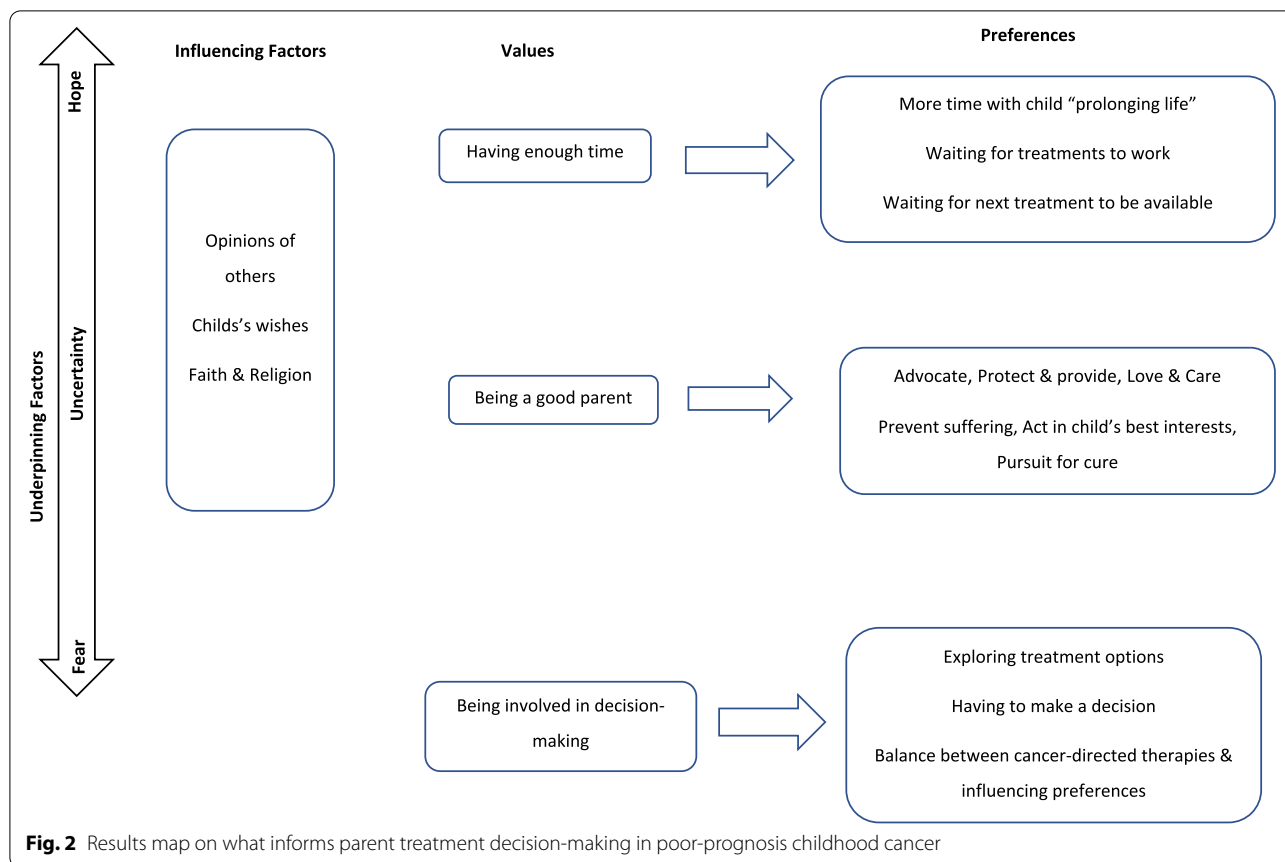 Influencing Factors
Values
Preferences
Underpinning Factors
Hope
Uncertainty
Fear
Opinions of
others
Childs's wishes
Faith & Religion
Having enough time
More time with child “prolonging life”
Waiting for treatments to work
Waiting for next treatment to be available
Being a good parent
Advocate, Protect & provide, Love & Care
Prevent suffering, Act in child’s best interests,
Pursuit for cure
Being involved in decision-
making
Exploring treatment options
Having to make a decision
Balance between cancer-directed therapies &
influencing preferences
Fig. 2 Results map on what informs parent treatment decision-making in poor-prognosis childhood cancer